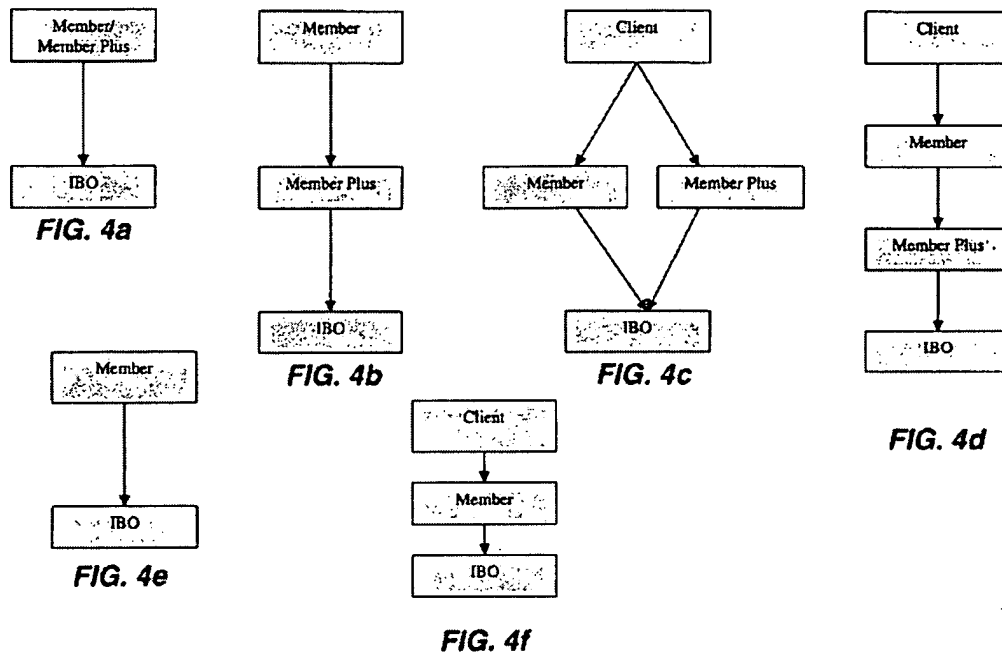 Member/
Member Plus
IBO
FIG. 4a
Member
Member Plus
IBO
FIG. 4b
Client
Member
Member Plus
IBO
FIG. 4c
Client
Member
Member Plus
IBO
FIG. 4d
Member
IBO
FIG. 4e
Client
Member
IBO
FIG. 4f